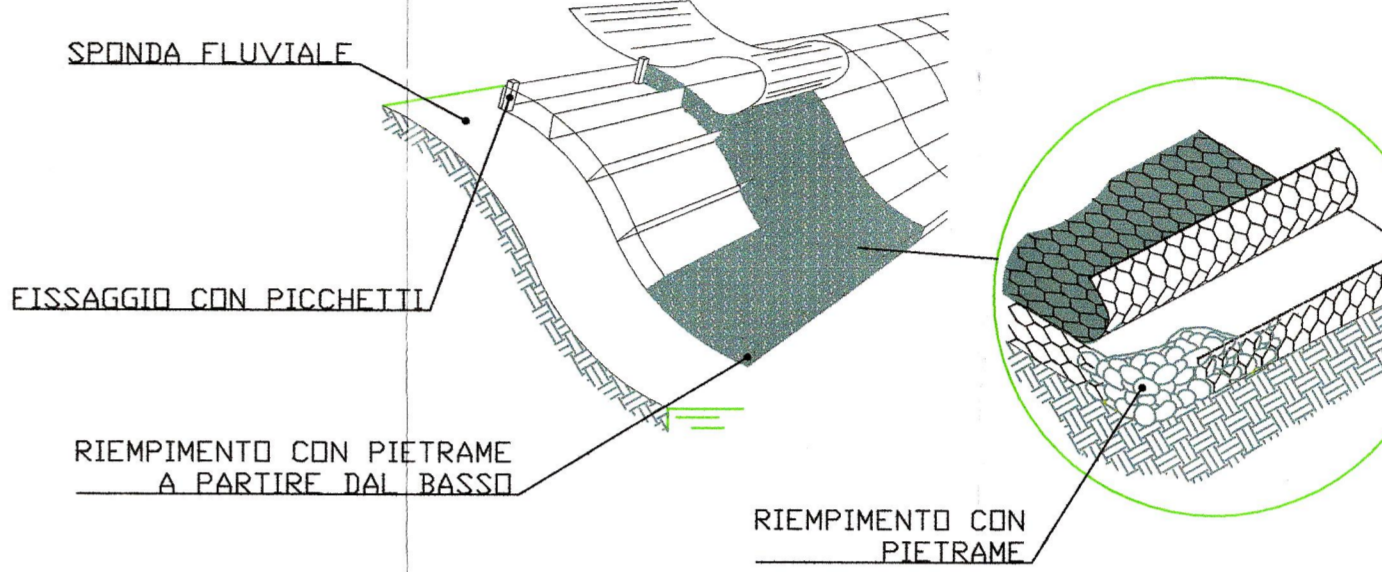 SPONDA FLUVIALE
FISSAGGIO CON PICCHETTI
RIEMPIMENTO CON PIETRAME
A PARTIRE DAL BASSO
RIEMPIMENTO CON
PIETRAME